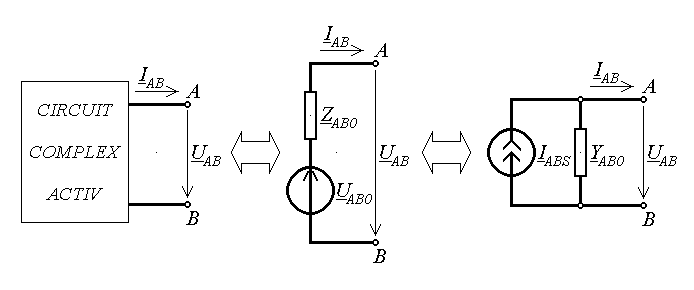 I_AB
A
CIRCUIT
COMPLEX
ACTIV
U_AB
B
I_AB
A
Z_AB0
U_AB
U_AB0
B
I_AB
A
I_ABS
Y_AB0
U_AB
B